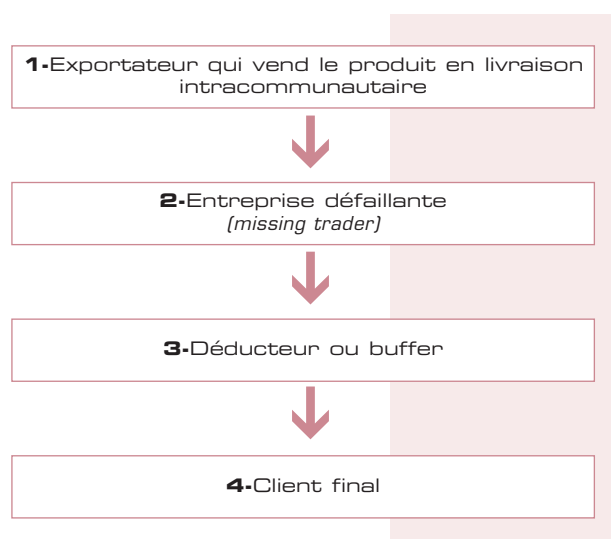 1-Exportateur qui vend le produit en livraison
intracommunautaire
2-Entreprise défaillante
(missing trader)
3-Déducteur ou buffer
4-Client final